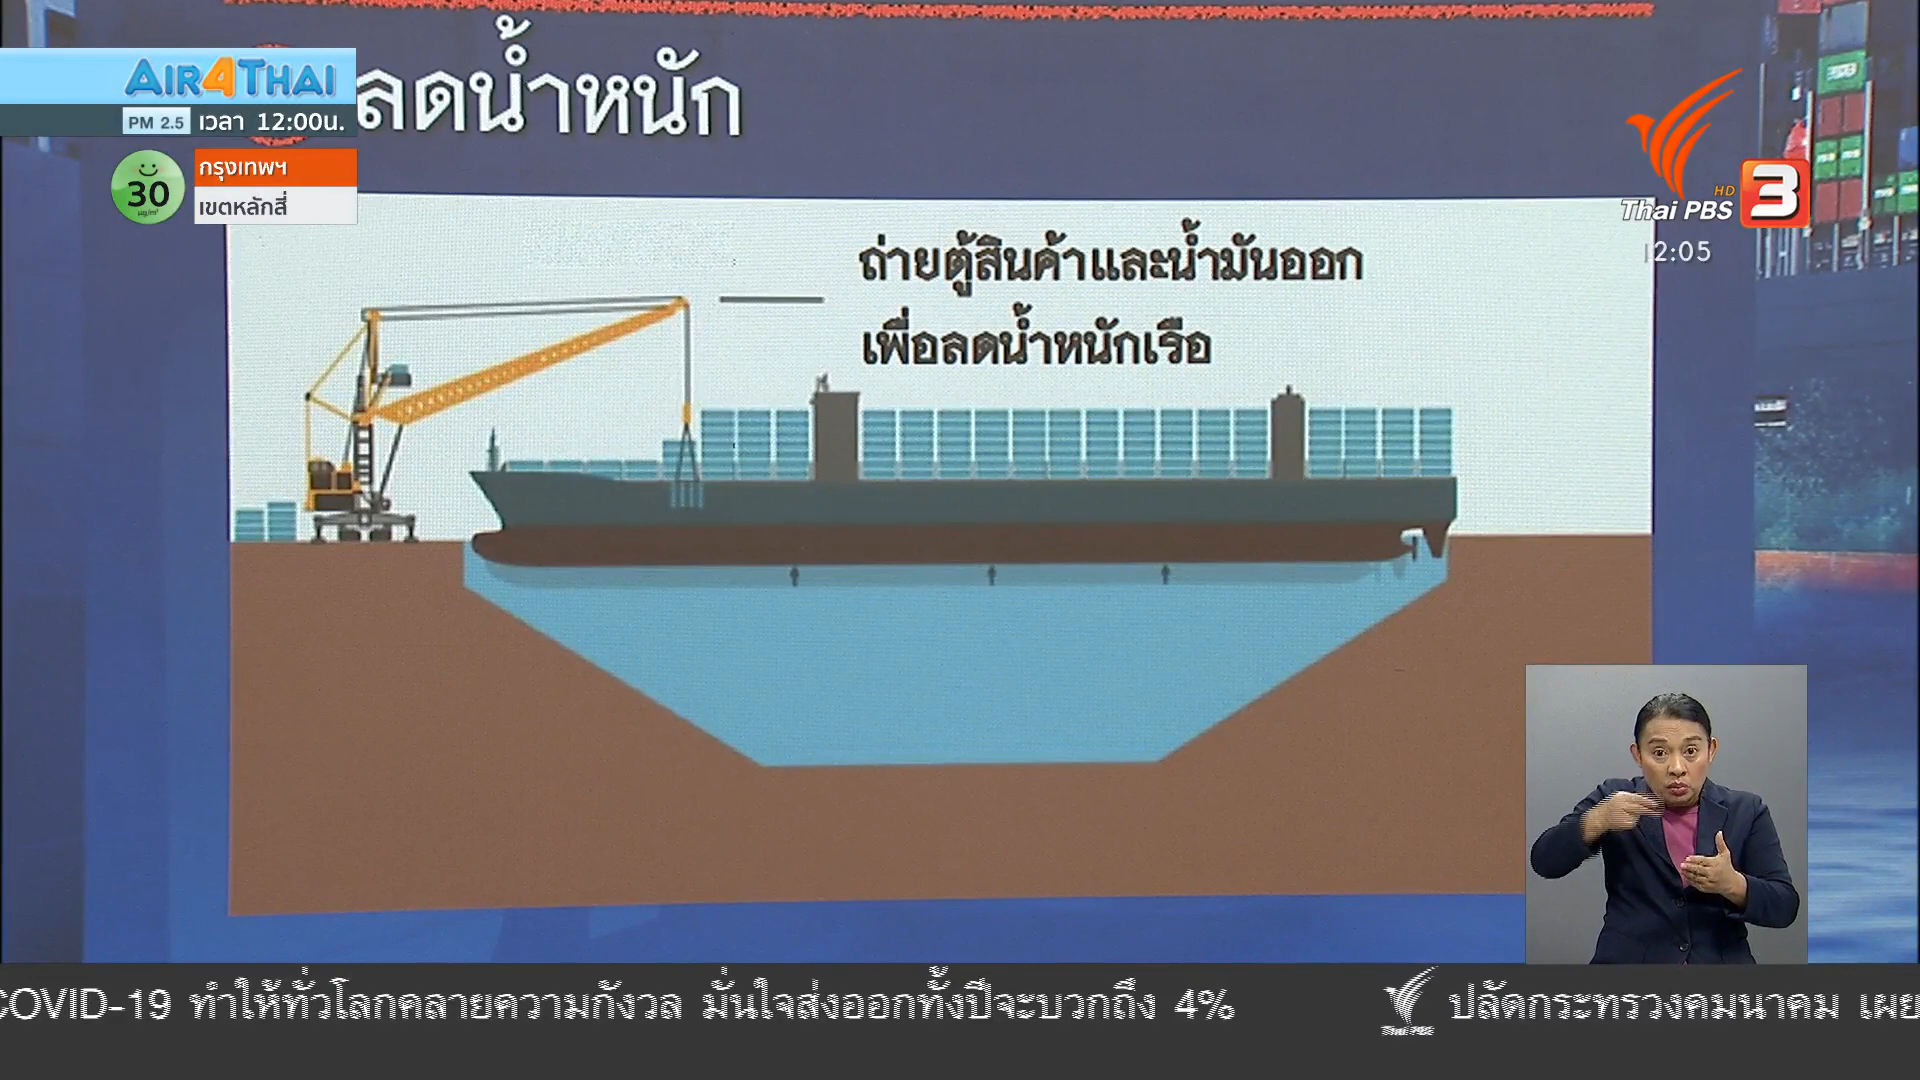 AIR4THAI
PM 2.5 เวลา 12:00น.
30
µg/m³
กรุงเทพฯ
เขตหลักสี่
ลดน้ำหนัก
HD
Thai PBS 3
12:05
ถ่ายตู้สินค้าและน้ำมันออก
เพื่อลดน้ำหนักเรือ
COVID-19 ทำให้ทั่วโลกคลายความกังวล มั่นใจส่งออกทั้งปีจะบวกถึง 4%
Thai PBS
ปลัดกระทรวงคมนาคม เผย